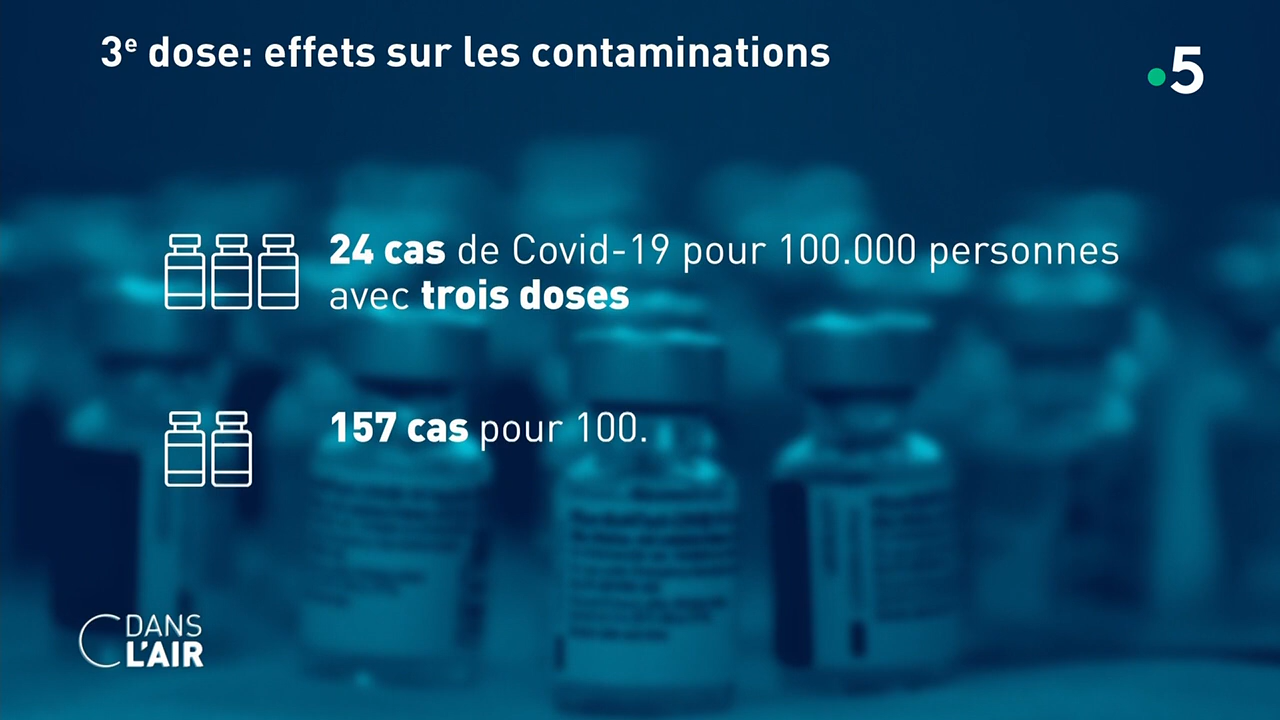 3e dose: effets sur les contaminations
5
24 cas de Covid-19 pour 100.000 personnes
avec trois doses
157 cas pour 100.
C DANS
L'AIR